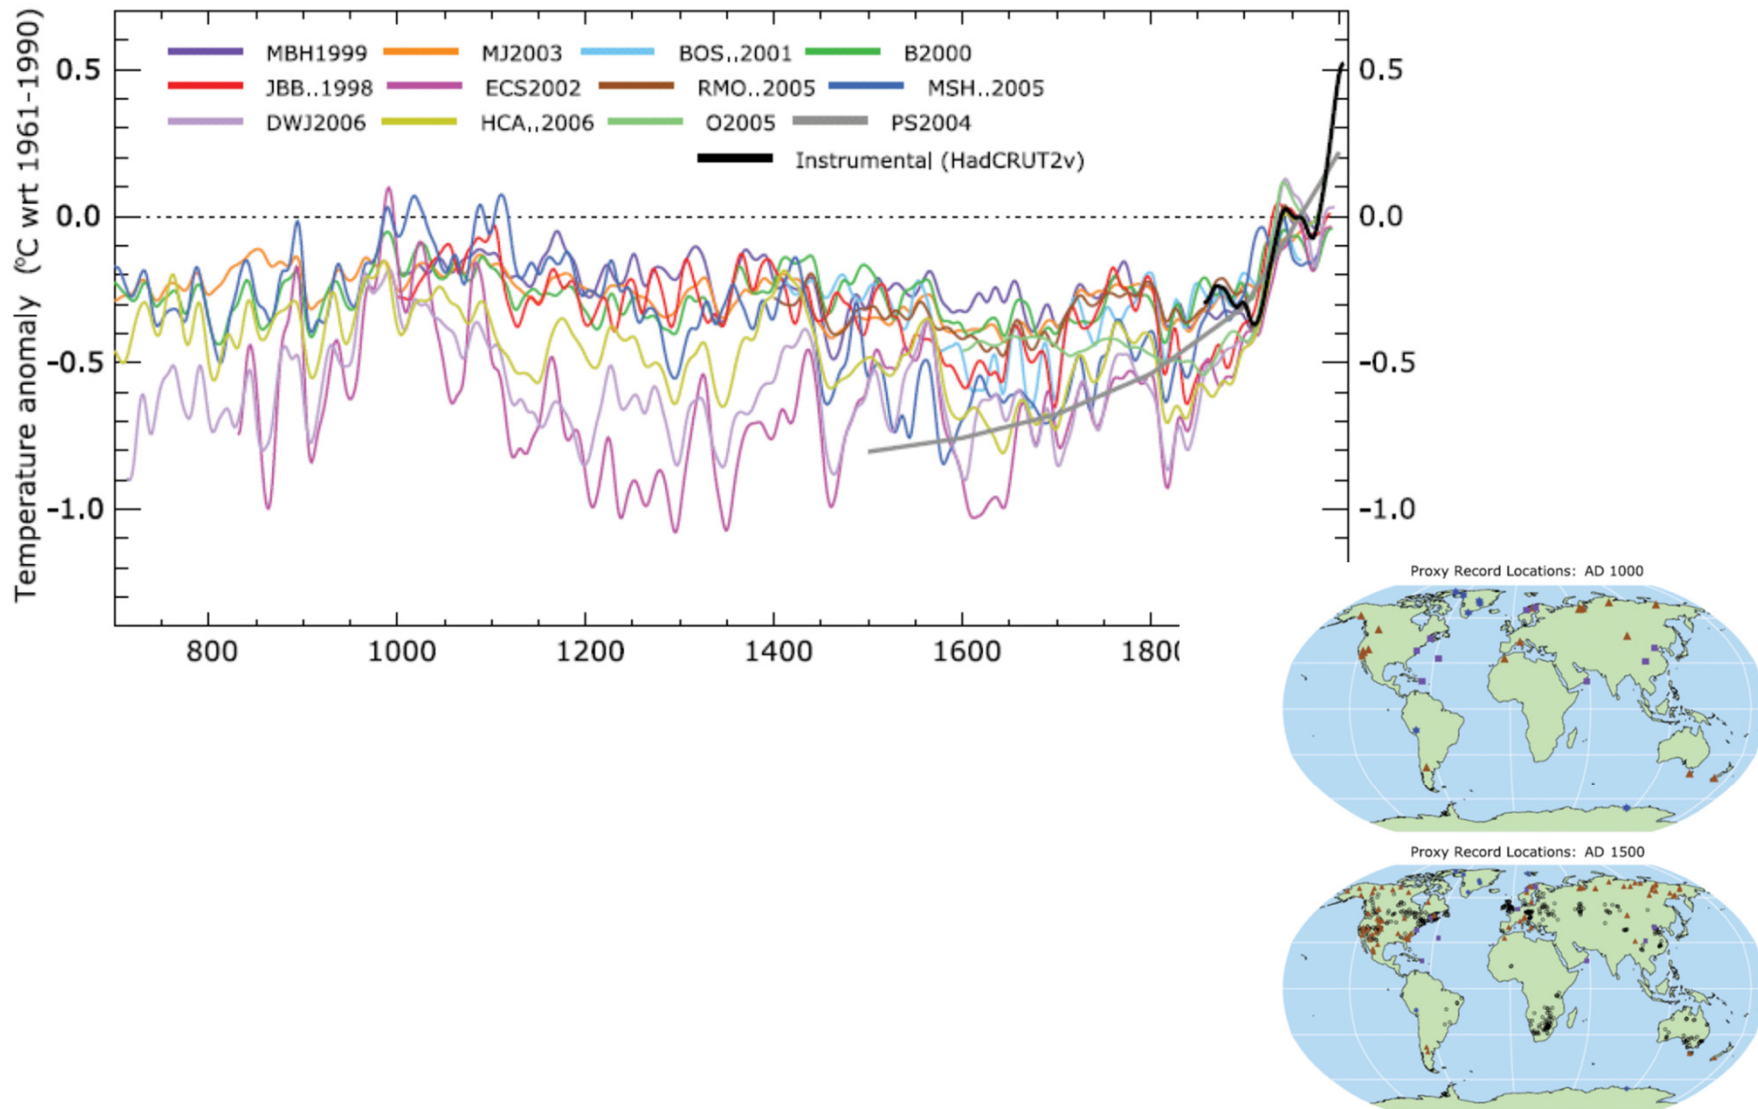 Temperature anomaly (°C wrt 1961-1990)
MBH1999 MJ2003 BOS..2001 B2000
JBB..1998 ECS2002 RMO..2005 MSH..2005
DWJ2006 HCA..2006 O2005 PS2004
Instrumental (HadCRUT2v)
0.5 0.5
0.0 0.0
-0.5 -0.5
-1.0 -1.0
800 1000 1200 1400 1600 180
Proxy Record Locations: AD 1000
Proxy Record Locations: AD 1500